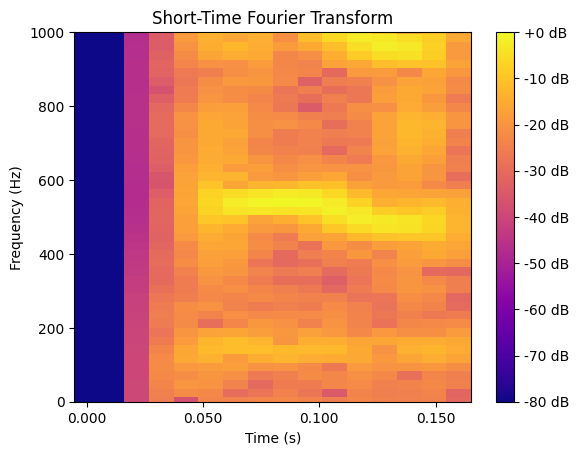 Short-Time Fourier Transform
1000
800
600
400
200
0
Frequency (Hz)
0.000
0.050
0.100
0.150
Time (s)
+0 dB
-10 dB
-20 dB
-30 dB
-40 dB
-50 dB
-60 dB
-70 dB
-80 dB